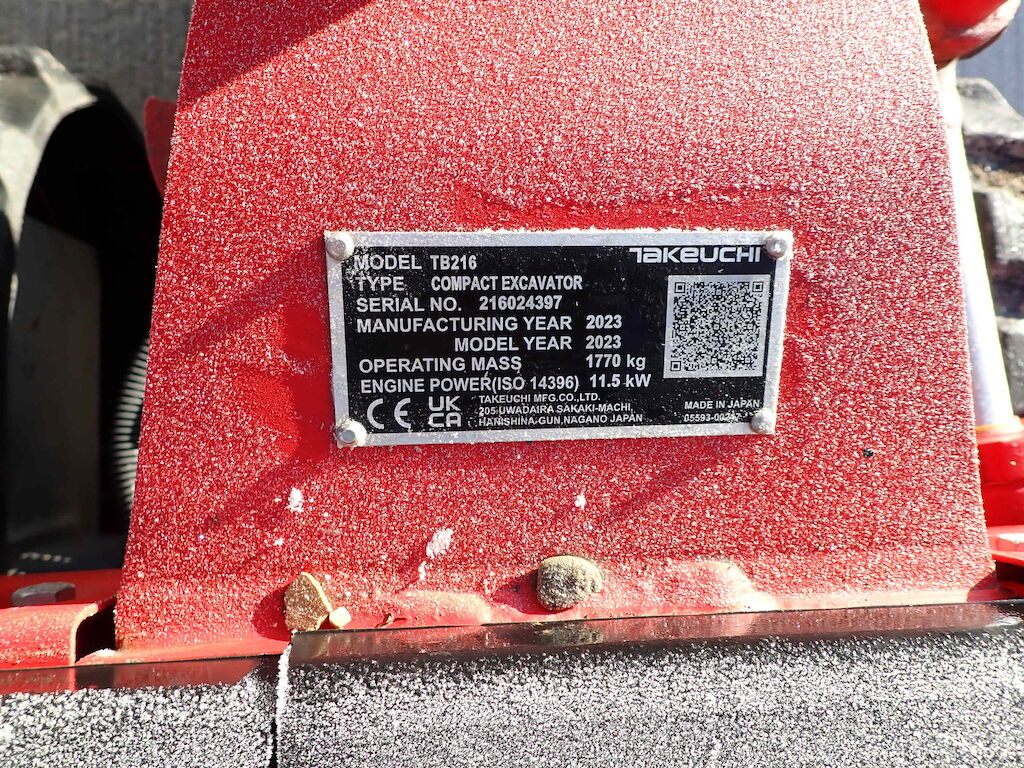 TAKEUCHI
MODEL TB216
TYPE COMPACT EXCAVATOR
SERIAL NO. 216024397
MANUFACTURING YEAR 2023
MODEL YEAR 2023
OPERATING MASS 1770 kg
ENGINE POWER(ISO 14396) 11.5 kW
CE UK CA
TAKEUCHI MFG.CO.,LTD.
205 UWADAIRA SAKAKI-MACHI
HANISHINA-GUN,NAGANO JAPAN
MADE IN JAPAN